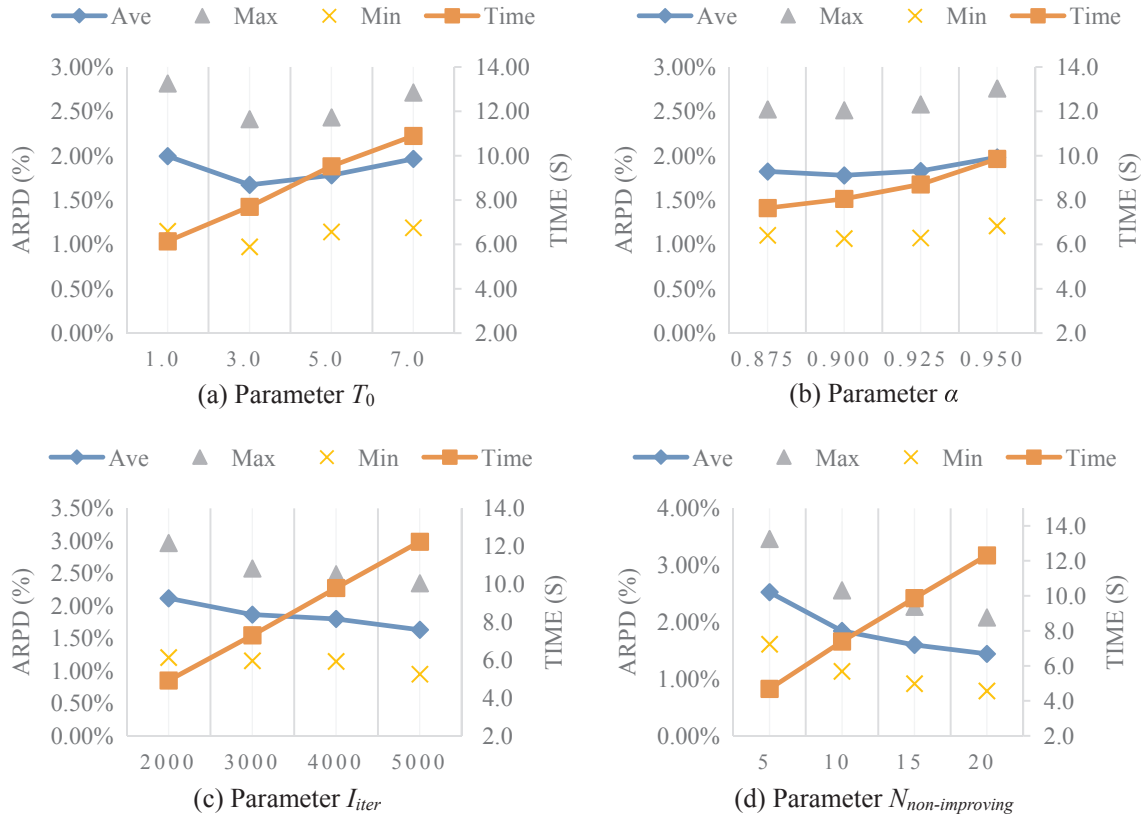 Ave Max Min Time
Ave Max Min Time
3.00%
2.50%
2.00%
1.50%
1.00%
0.50%
0.00%
ARPD (%)
14.00
12.00
10.00
8.00
6.00
4.00
2.00
TIME (S)
1.0 3.0 5.0 7.0
(a) Parameter T0
3.00%
2.50%
2.00%
1.50%
1.00%
0.50%
0.00%
ARPD (%)
14.0
12.0
10.0
8.0
6.0
4.0
2.0
TIME (S)
0.875 0.900 0.925 0.950
(b) Parameter α
Ave Max Min Time
Ave Max Min Time
3.50%
3.00%
2.50%
2.00%
1.50%
1.00%
0.50%
0.00%
ARPD (%)
14.0
12.0
10.0
8.0
6.0
4.0
2.0
TIME (S)
2000 3000 4000 5000
(c) Parameter Iiter
4.00%
3.00%
2.00%
1.00%
0.00%
ARPD (%)
14.0
12.0
10.0
8.0
6.0
4.0
2.0
TIME (S)
5 10 15 20
(d) Parameter Nnon-improving